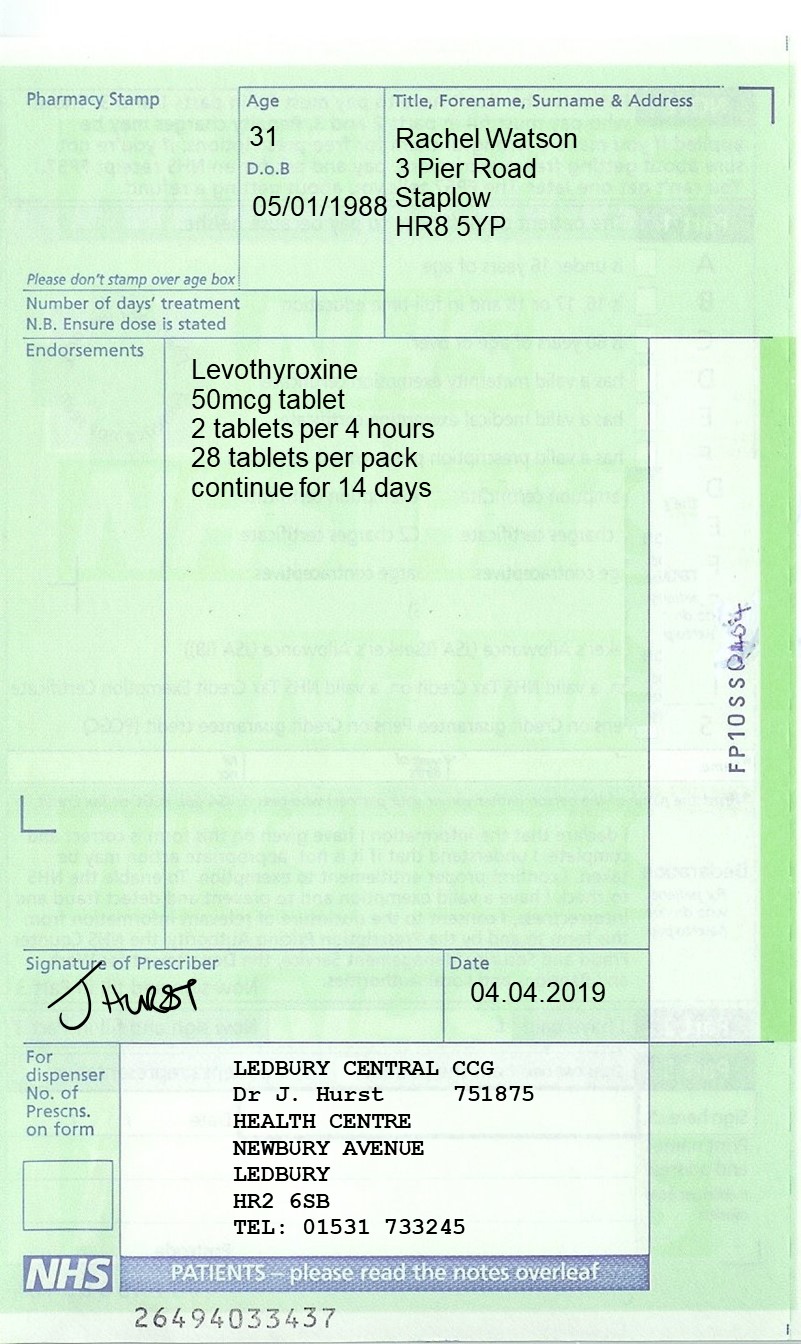 Pharmacy Stamp
Age
31
D.o.B
05/01/1988
Title, Forename, Surname & Address
Rachel Watson
3 Pier Road
Staplow
HR8 5YP
Please don't stamp over age box
Number of days' treatment
N.B. Ensure dose is stated
Endorsements
Levothyroxine
50mcg tablet
2 tablets per 4 hours
28 tablets per pack
continue for 14 days
Signature of Prescriber
J HURST
Date
04.04.2019
For
dispenser
No. of
Prescns.
on form
LEDBURY CENTRAL CCG
Dr J. Hurst 751875
HEALTH CENTRE
NEWBURY AVENUE
LEDBURY
HR2 6SB
TEL: 01531 733245
NHS
PATIENTS – please read the notes overleaf
26494033437